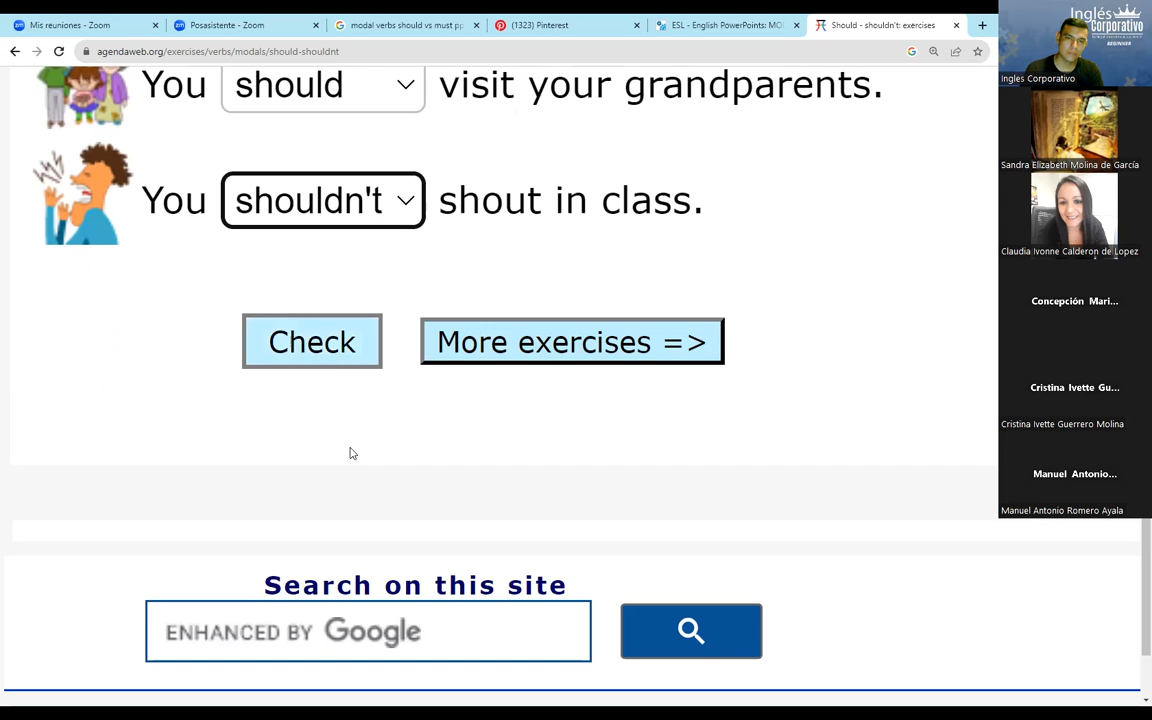 Mis reuniones - Zoom
Posasistente - Zoom
modal verbs should vs must pp
(1323) Pinterest
ESL - English PowerPoints: MO
Should - shouldn't: exercises
agendaweb.org/exercises/verbs/modals/should-shouldnt
Inglés
Corporativo
BEGINNER
Ingles Corporativo
You should visit your grandparents.
You shouldn't shout in class.
Check
More exercises =>
Sandra Elizabeth Molina de García
Claudia Ivonne Calderon de Lopez
Concepción Mari...
Cristina Ivette Gu...
Cristina Ivette Guerrero Molina
Manuel Antonio...
Manuel Antonio Romero Ayala
Search on this site
ENHANCED BY Google